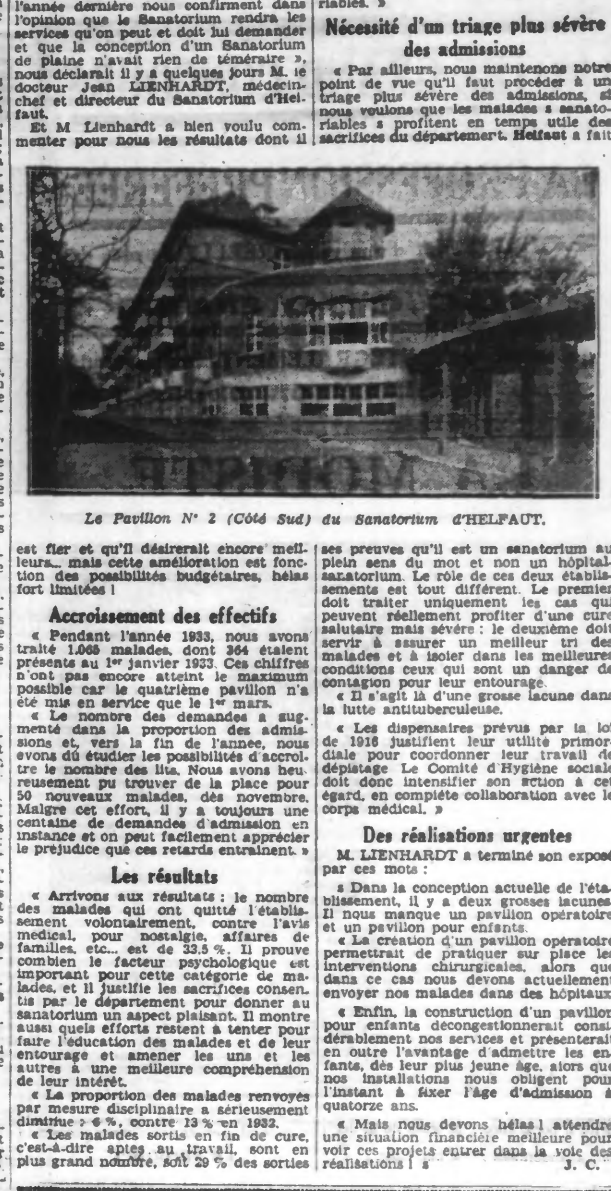 l'année dernière nous confirment dans
l'opinion que le Sanatorium rendra les
services qu'on peut et doit lui demander
et que la conception d'un Sanatorium
de plaine n'avait rien de téméraire »,
nous déclarait il y a quelques jours M. le
docteur Jean LIENHARDT, médecin-
chef et directeur du Sanatorium d'Hel-
faut.
Et M Lienhardt a bien voulu com-
menter pour nous les résultats dont il
est fier et qu'il désirerait encore meil-
leurs... mais cette amélioration est fonc-
tion des possibilités budgétaires, hélas
fort limitées !
Accroissement des effectifs
« Pendant l'année 1933, nous avons
traité 1.065 malades, dont 364 étaient
présents au 1er janvier 1933. Ces chiffres
n'ont pas encore atteint le maximum
possible car le quatrième pavillon n'a
été mis en service que le 1er mars.
« Le nombre des demandes a aug-
menté dans la proportion des admis-
sions et, vers la fin de l'année, nous
avons dû étudier les possibilités d'accroî-
tre le nombre des lits. Nous avons heu-
reusement pu trouver de la place pour
50 nouveaux malades, dès novembre.
Malgré cet effort, il y a toujours une
centaine de demandes d'admission en
instance et on peut facilement apprécier
le préjudice que ces retards entraînent. »
Les résultats
« Arrivons aux résultats : le nombre
des malades qui ont quitté l'établis-
sement volontairement, contre l'avis
médical, pour nostalgie, affaires de
familles, etc... est de 33,5 %. Il prouve
combien le facteur psychologique est
important pour cette catégorie de ma-
lades, et il justifie les sacrifices consen-
tis par le département pour donner au
sanatorium un aspect plaisant. Il montre
aussi quels efforts restent à tenter pour
faire l'éducation des malades et de leur
entourage et amener les uns et les
autres à une meilleure compréhension
de leur intérêt.
« La proportion des malades renvoyés
par mesure disciplinaire a sérieusement
diminué : 6 %, contre 13 % en 1932.
« Les malades sortis en fin de cure,
c'est-à-dire aptes au travail, sont en
plus grand nombre, soit 29 % des sorties
riables. »
Nécessité d'un triage plus sévère
des admissions
« Par ailleurs, nous maintenons notre
point de vue qu'il faut procéder à un
triage plus sévère des admissions, si
nous voulons que les malades « sanato-
riables » profitent en temps utile des
sacrifices du département. Helfaut a fait
Le Pavillon N° 2 (Côté Sud) du Sanatorium d'HELFAUT.
ses preuves qu'il est un sanatorium au
plein sens du mot et non un hôpital-
sanatorium. Le rôle de ces deux établis-
sements est tout différent. Le premier
doit traiter uniquement les cas qui
peuvent réellement profiter d'une cure
salutaire mais sévère : le deuxième doit
servir à assurer un meilleur tri des
malades et à isoler dans les meilleures
conditions ceux qui sont un danger de
contagion pour leur entourage.
« Il s'agit là d'une grosse lacune dans
la lutte antituberculeuse.
« Les dispensaires prévus par la loi
de 1916 justifient leur utilité primor-
diale pour coordonner leur travail de
dépistage Le Comité d'Hygiène sociale
doit donc intensifier son action à cet
égard, en complète collaboration avec le
corps médical. »
Des réalisations urgentes
M. LIENHARDT a terminé son exposé
par ces mots :
« Dans la conception actuelle de l'éta-
blissement, il y a deux grosses lacunes.
Il nous manque un pavillon opératoire
et un pavillon pour enfants.
« La création d'un pavillon opératoire
permettrait de pratiquer sur place les
interventions chirurgicales, alors que
dans ce cas nous devons actuellement
envoyer nos malades dans des hôpitaux
« Enfin, la construction d'un pavillon
pour enfants décongestionnerait consi-
dérablement nos services et présenterait
en outre l'avantage d'admettre les en-
fants, dès leur plus jeune âge, alors que
nos installations nous obligent pour
l'instant à fixer l'âge d'admission à
quatorze ans.
« Mais nous devons hélas ! attendre
une situation financière meilleure pour
voir ces projets entrer dans la voie des
réalisations ! »
J. C.